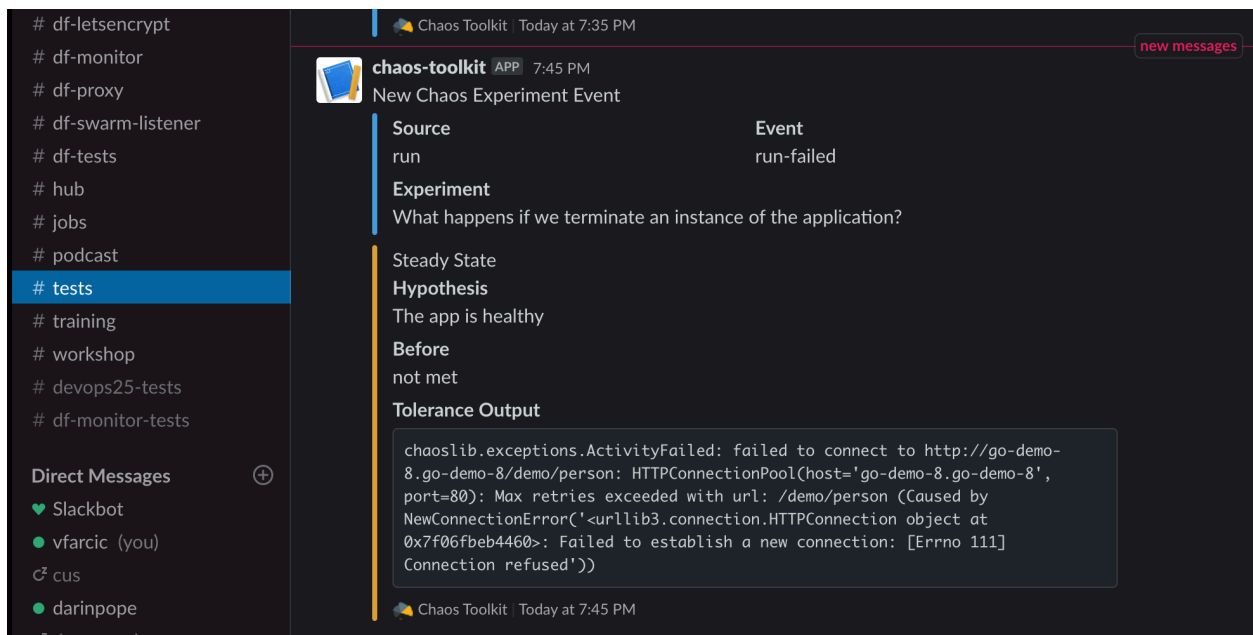 # df-letsencrypt
# df-monitor
# df-proxy
# df-swarm-listener
# df-tests
# hub
# jobs
# podcast
# tests
# training
# workshop
# devops25-tests
# df-monitor-tests
Direct Messages
Slackbot
vfarcic (you)
cus
darinpope
Chaos Toolkit | Today at 7:35 PM
new messages
chaos-toolkit APP 7:45 PM
New Chaos Experiment Event
Source Event
run run-failed
Experiment
What happens if we terminate an instance of the application?
Steady State
Hypothesis
The app is healthy
Before
not met
Tolerance Output
chaoslib.exceptions.ActivityFailed: failed to connect to http://go-demo-
8.go-demo-8/demo/person: HTTPConnectionPool(host='go-demo-8.go-demo-8',
port=80): Max retries exceeded with url: /demo/person (Caused by
NewConnectionError('<urllib3.connection.HTTPConnection object at
0x7f06fbeb4460>: Failed to establish a new connection: [Errno 111]
Connection refused'))
Chaos Toolkit | Today at 7:45 PM